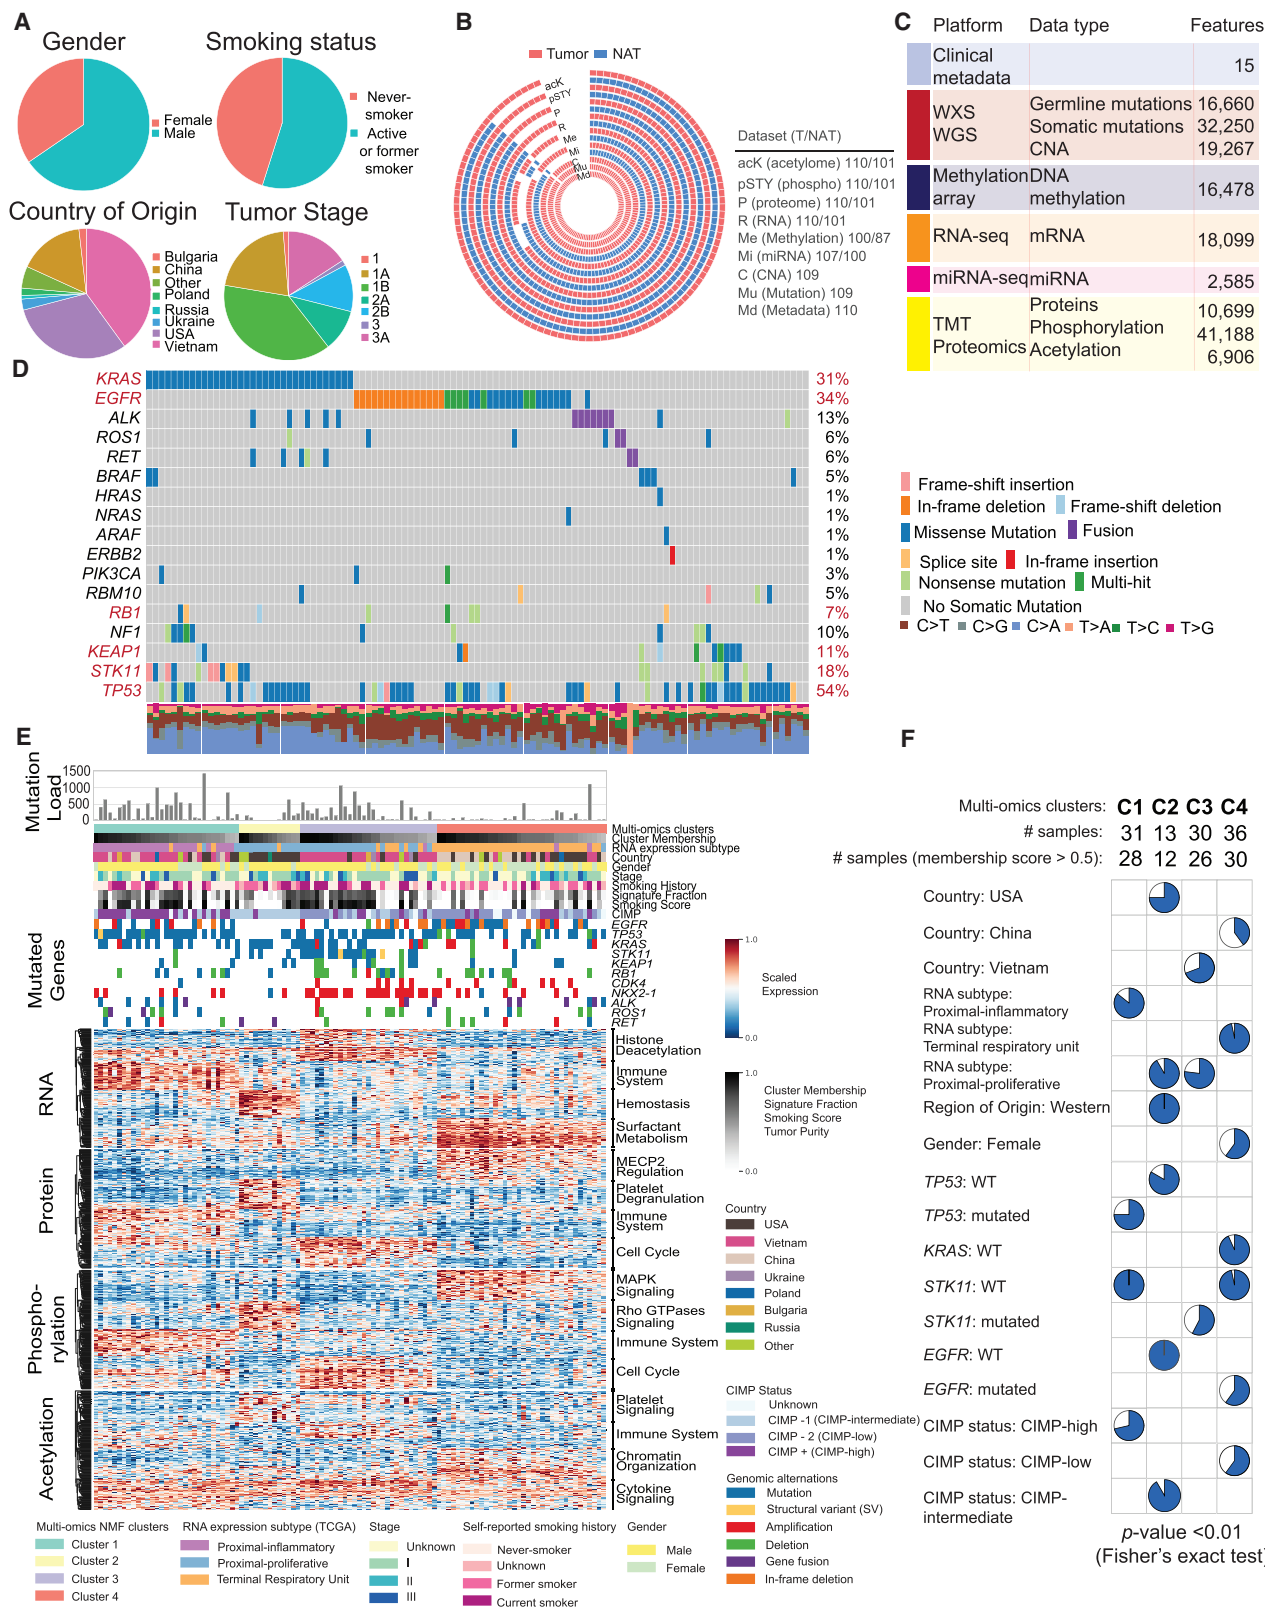 A
Gender
Female
Male
Smoking status
Never-
smoker
Active
or former
smoker
Country of Origin
Bulgaria
China
Other
Poland
Russia
Ukraine
USA
Vietnam
Tumor Stage
1
1A
1B
2A
2B
3
3A
B
Tumor
NAT
acK
pSTY
P
R
Me
Mi
C
Mu
Md
Dataset (T/NAT)
acK (acetylome) 110/101
pSTY (phospho) 110/101
P (proteome) 110/101
R (RNA) 110/101
Me (Methylation) 100/87
Mi (miRNA) 107/100
C (CNA) 109
Mu (Mutation) 109
Md (Metadata) 110
C
Platform Data type Features
Clinical
metadata
15
WXS
WGS
Germline mutations 16,660
Somatic mutations 32,250
CNA 19,267
Methylation
array
DNA
methylation
16,478
RNA-seq mRNA 18,099
miRNA-seq miRNA 2,585
TMT
Proteomics
Proteins 10,699
Phosphorylation 41,188
Acetylation 6,906
D
KRAS 31%
EGFR 34%
ALK 13%
ROS1 6%
RET 6%
BRAF 5%
HRAS 1%
NRAS 1%
ARAF 1%
ERBB2 1%
PIK3CA 3%
RBM10 5%
RB1 7%
NF1 10%
KEAP1 11%
STK11 18%
TP53 54%
Frame-shift insertion
In-frame deletion Frame-shift deletion
Missense Mutation Fusion
Splice site In-frame insertion
Nonsense mutation Multi-hit
No Somatic Mutation
C>T C>G C>A T>A T>C T>G
E
Mutation
Load
1500
1000
500
0
Multi-omics clusters
Cluster Membership
RNA expression subtype
Country
Gender
Stage
Smoking History
Signature Fraction
Smoking Score
CIMP
Mutated
Genes
EGFR
TP53
KRAS
STK11
KEAP1
RB1
CDK4
NKX2-1
ALK
ROS1
RET
RNA
Histone
Deacetylation
Immune
System
Hemostasis
Surfactant
Metabolism
Protein
MECP2
Regulation
Platelet
Degranulation
Immune
System
Cell Cycle
Phospho-
rylation
MAPK
Signaling
Rho GTPases
Signaling
Immune System
Cell Cycle
Acetylation
Platelet
Signaling
Immune System
Chromatin
Organization
Cytokine
Signaling
1.0
Scaled
Expression
0.0
1.0
Cluster Membership
Signature Fraction
Smoking Score
Tumor Purity
0.0
Country
USA
Vietnam
China
Ukraine
Poland
Bulgaria
Russia
Other
CIMP Status
Unknown
CIMP -1 (CIMP-intermediate)
CIMP - 2 (CIMP-low)
CIMP + (CIMP-high)
Genomic alternations
Mutation
Structural variant (SV)
Amplification
Deletion
Gene fusion
In-frame deletion
Multi-omics NMF clusters
Cluster 1
Cluster 2
Cluster 3
Cluster 4
RNA expression subtype (TCGA)
Proximal-inflammatory
Proximal-proliferative
Terminal Respiratory Unit
Stage
Unknown
I
II
III
Self-reported smoking history
Never-smoker
Unknown
Former smoker
Current smoker
Gender
Male
Female
F
Multi-omics clusters: C1 C2 C3 C4
# samples: 31 13 30 36
# samples (membership score > 0.5): 28 12 26 30
Country: USA
Country: China
Country: Vietnam
RNA subtype:
Proximal-inflammatory
RNA subtype:
Terminal respiratory unit
RNA subtype:
Proximal-proliferative
Region of Origin: Western
Gender: Female
TP53: WT
TP53: mutated
KRAS: WT
STK11: WT
STK11: mutated
EGFR: WT
EGFR: mutated
CIMP status: CIMP-high
CIMP status: CIMP-low
CIMP status: CIMP-
intermediate
p-value <0.01
(Fisher's exact test)